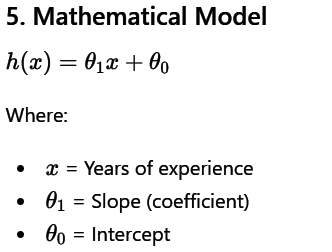 5. Mathematical Model
h(x) = θ₁x + θ₀
Where:
• x = Years of experience
• θ₁ = Slope (coefficient)
• θ₀ = Intercept